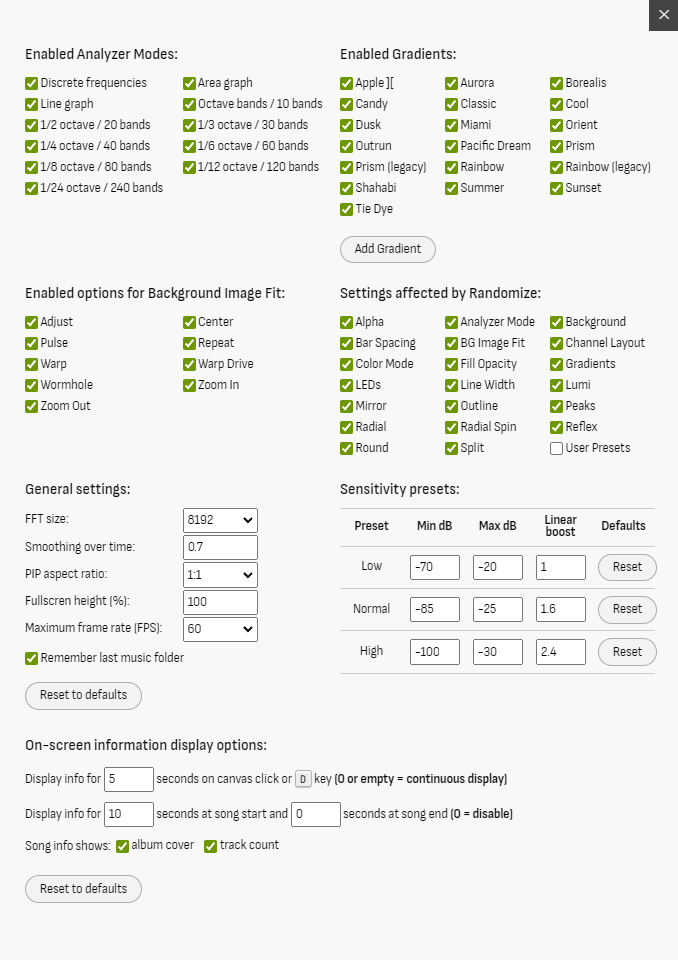 Enabled Analyzer Modes:
Discrete frequencies
Area graph
Line graph
Octave bands / 10 bands
1/2 octave / 20 bands
1/3 octave / 30 bands
1/4 octave / 40 bands
1/6 octave / 60 bands
1/8 octave / 80 bands
1/12 octave / 120 bands
1/24 octave / 240 bands
Enabled Gradients:
Apple ][
Aurora
Borealis
Candy
Classic
Cool
Dusk
Miami
Orient
Outrun
Pacific Dream
Prism
Prism (legacy)
Rainbow
Rainbow (legacy)
Shahabi
Summer
Sunset
Tie Dye
Add Gradient
Enabled options for Background Image Fit:
Adjust
Center
Pulse
Repeat
Warp
Warp Drive
Wormhole
Zoom In
Zoom Out
Settings affected by Randomize:
Alpha
Analyzer Mode
Background
Bar Spacing
BG Image Fit
Channel Layout
Color Mode
Fill Opacity
Gradients
LEDs
Line Width
Lumi
Mirror
Outline
Peaks
Radial
Radial Spin
Reflex
Round
Split
User Presets
General settings:
FFT size: 8192
Smoothing over time: 0.7
PIP aspect ratio: 1:1
Fullscren height (%): 100
Maximum frame rate (FPS): 60
Remember last music folder
Reset to defaults
Sensitivity presets:
Preset Min dB Max dB Linear boost Defaults
Low -70 -20 1 Reset
Normal -85 -25 1.6 Reset
High -100 -30 2.4 Reset
On-screen information display options:
Display info for 5 seconds on canvas click or D key (0 or empty = continuous display)
Display info for 10 seconds at song start and 0 seconds at song end (0 = disable)
Song info shows: album cover track count
Reset to defaults